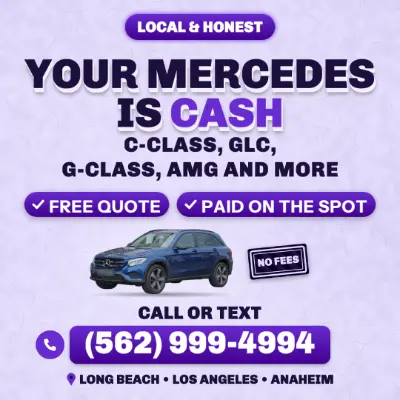 LOCAL & HONEST
YOUR MERCEDES
IS CASH
C-CLASS, GLC,
G-CLASS, AMG AND MORE
FREE QUOTE
PAID ON THE SPOT
NO FEES
CALL OR TEXT
(562) 999-4994
LONG BEACH • LOS ANGELES • ANAHEIM